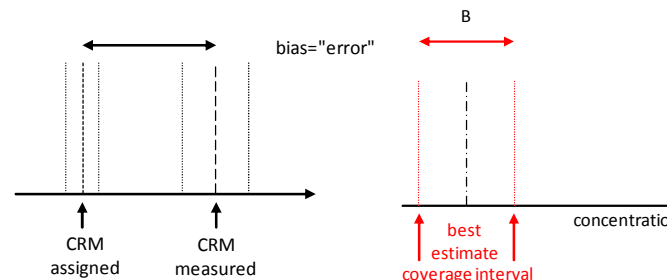 B
bias="error"
CRM
assigned
CRM
measured
best
estimate
coverage interval
concentratio